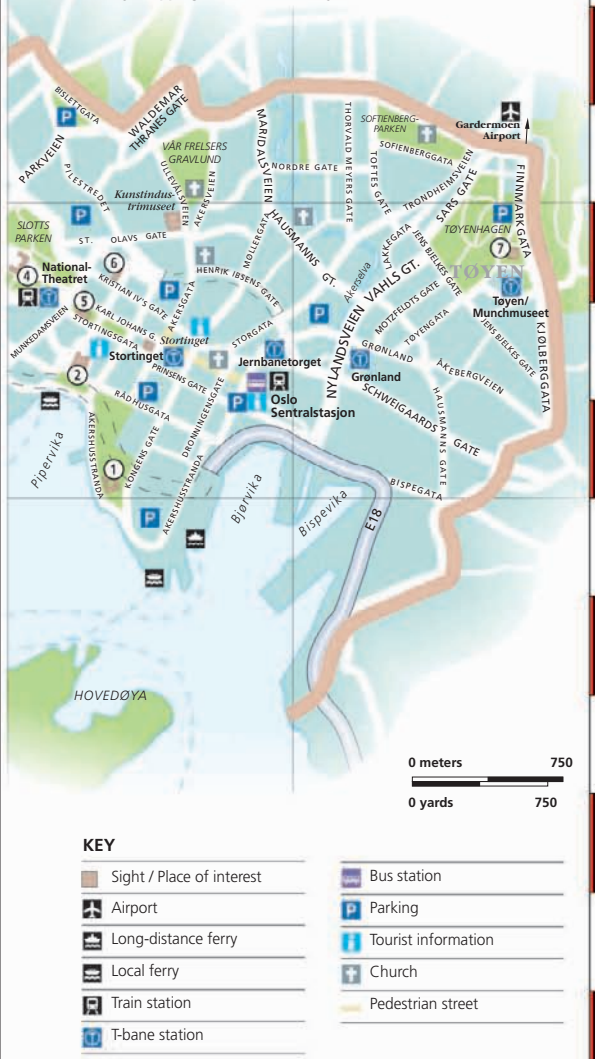 BISLETTGATA
WALDEMAR
THRANES GATE
PARKVEIEN
PILESTREDET
VÅR FRELSERS
GRAVLUND
ULLEVÅLSVEIEN
AKERSVEIEN
MARIDALSVEIEN
NORDRE GATE
THORVALD MEYERS GATE
TOFTES GATE
SOFIENBERG-
PARKEN
SOFIENBERGGATA
TRONDHEIMSVEIEN
Gardermoen
Airport
SARS GATE
FINNMARKGATA
Kunstindus-
trimuseet
SLOTTS
PARKEN
ST. OLAVS GATE
MØLLERGATA
HAUSMANNS GT.
LAKKEGATA
JENS BJELKES GATE
TØYENHAGEN
7
TØYEN
4
National-
Theatret
6
5
KRISTIAN IV'S GATE
AKERSGATA
HENRIK IBSENS GATE
Akerselva
VAHLS GT.
MOTZFELDTS GATE
TØYENGATA
Tøyen/
Munchmuseet
JENS BJELKES GATE
KJØLBERGGATA
MUNKEDAMSVEIEN
KARL JOHANS G.
STORTINGSGATA
Stortinget
Stortinget
STORGATA
Jernbanetorget
NYLANDSVEIEN
GRØNLAND
Grønland
ÅKEBERGVEIEN
2
PRINSENS GATE
RÅDHUSGATA
Oslo
Sentralstasjon
SCHWEIGAARDS GATE
HAUSMANNS GATE
Pipervika
AKERSHUSSTRANDA
1
KONGENS GATE
DRONNINGENSGATE
AKERSHUSSTRANDA
Bjørvika
Bispevika
E18
BISPEGATA
HOVEDØYA
0 meters 750
0 yards 750
KEY
Sight / Place of interest
Airport
Long-distance ferry
Local ferry
Train station
T-bane station
Bus station
P Parking
Tourist information
Church
Pedestrian street